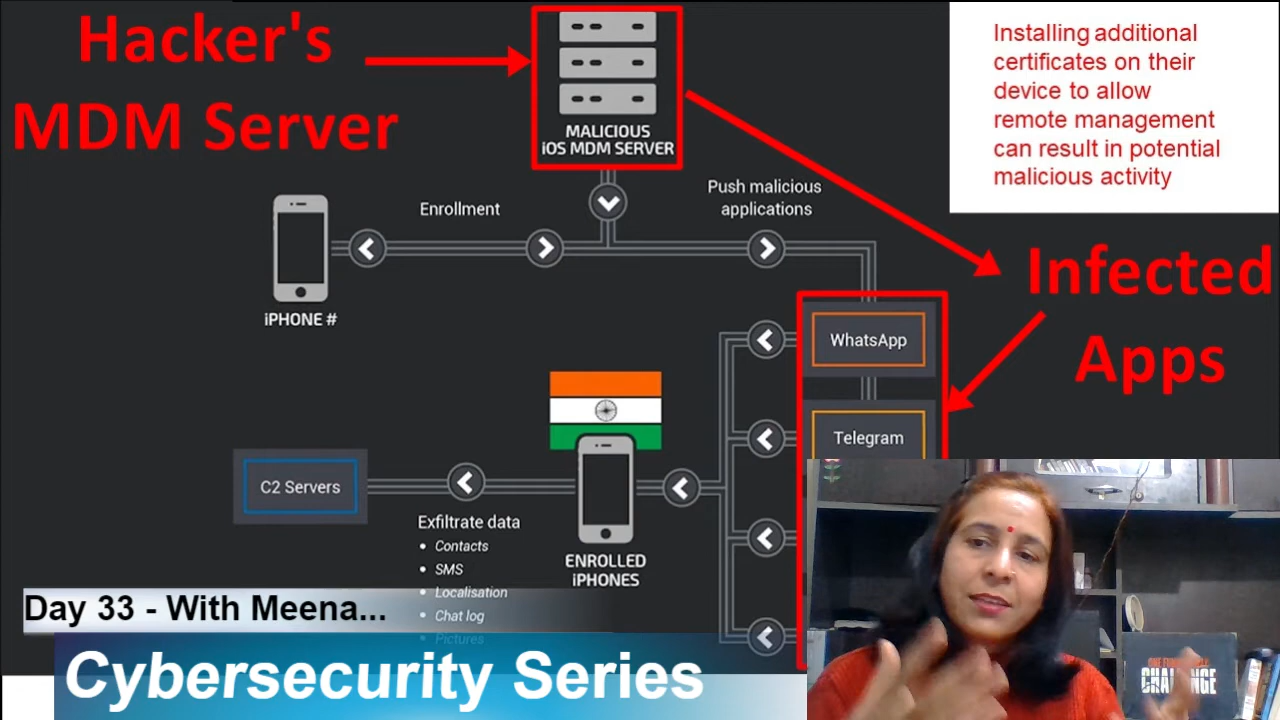 Hacker's
MDM Server
MALICIOUS
iOS MDM SERVER
Installing additional
certificates on their
device to allow
remote management
can result in potential
malicious activity
Enrollment
Push malicious
applications
iPHONE #
Infected
Apps
WhatsApp
Telegram
C2 Servers
Exfiltrate data
• Contacts
• SMS
• Localisation
• Chat log
• Pictures
ENROLLED
iPHONES
Day 33 - With Meena...
Cybersecurity Series
CHALLENGE